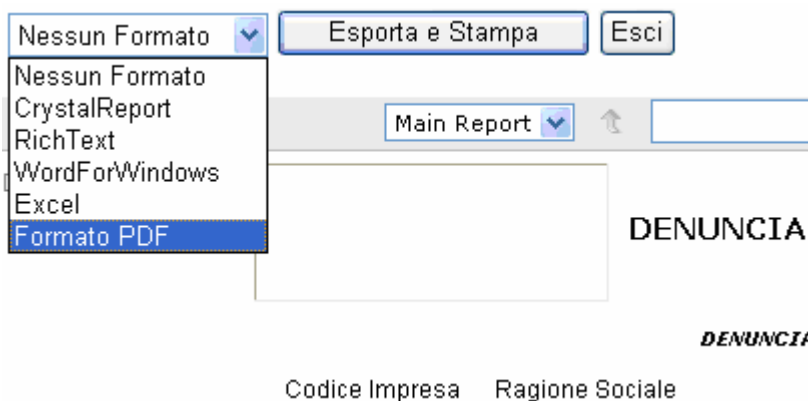 Nessun Formato Esporta e Stampa Esci
Nessun Formato
CrystalReport
RichText
WordForWindows
Excel
Formato PDF
Main Report
DENUNCIA
DENUNCIA
Codice Impresa Ragione Sociale